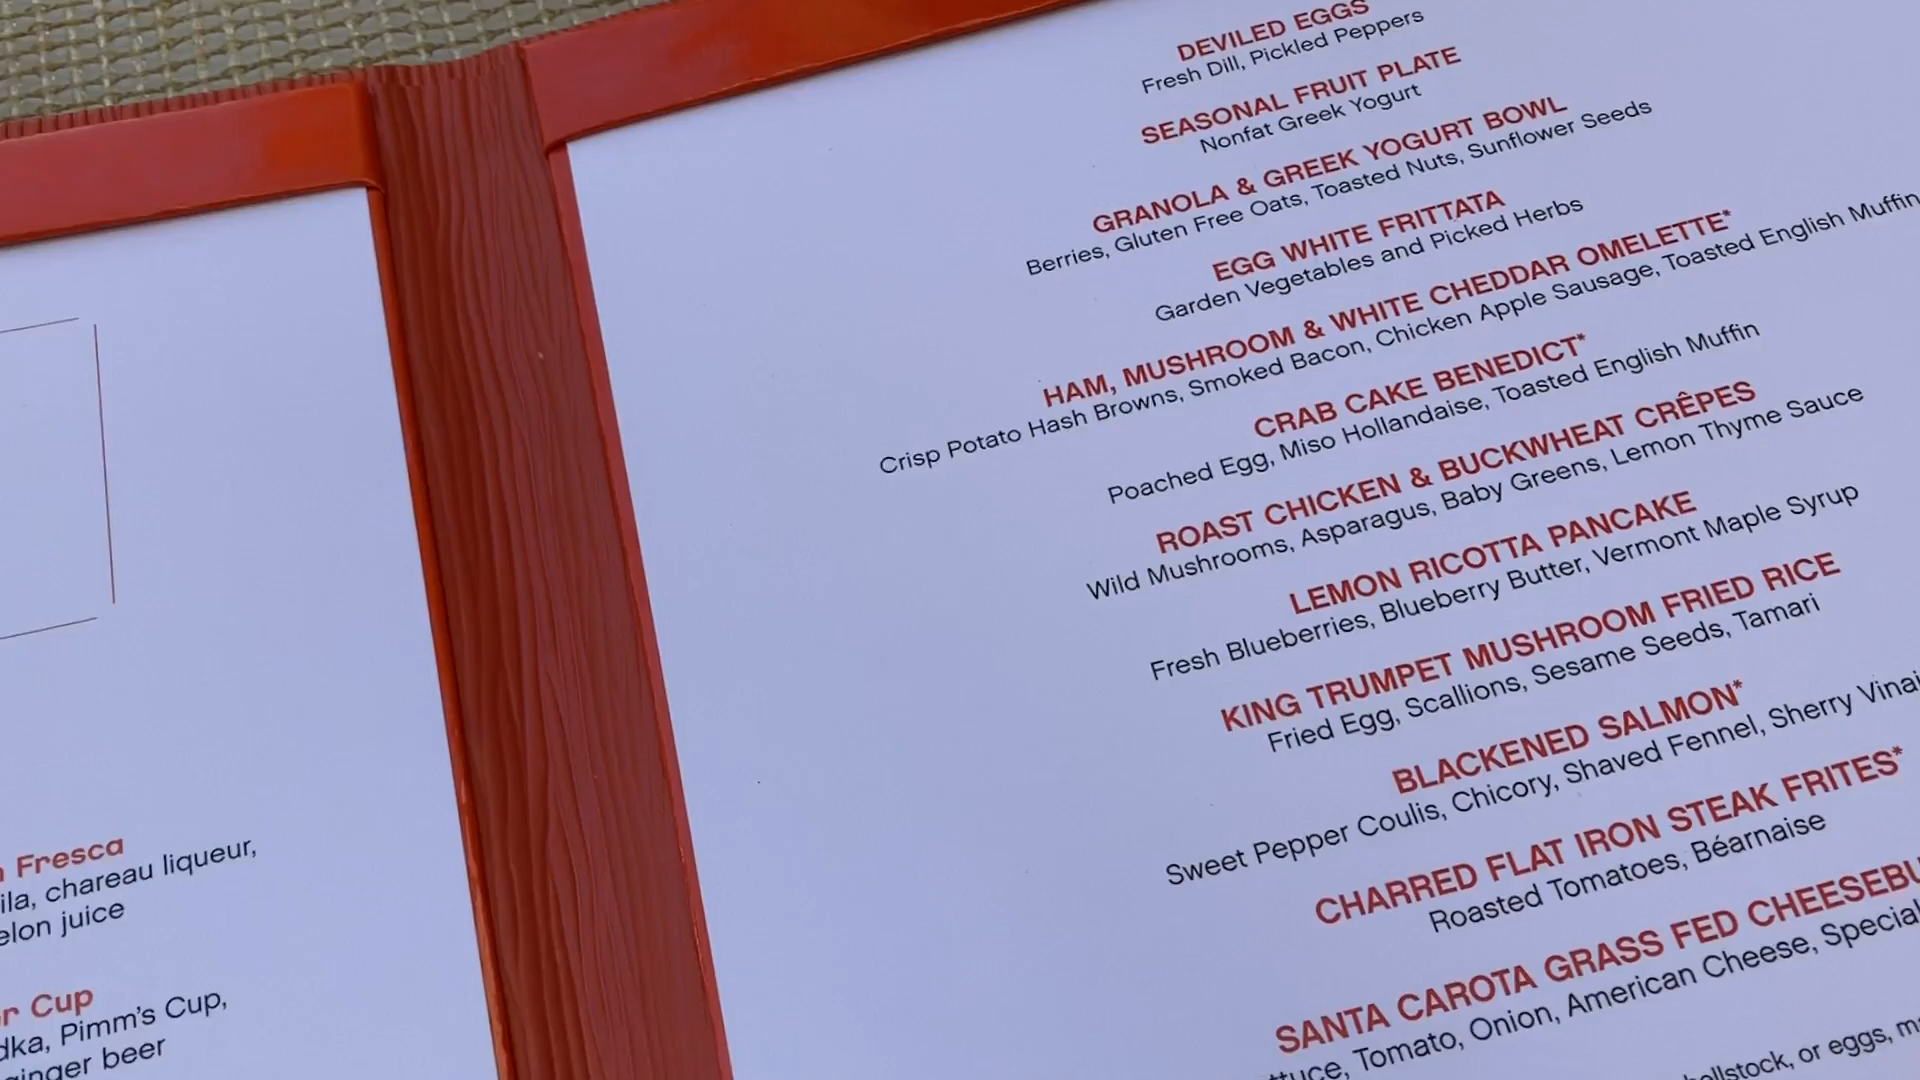 Fresca
chareau liqueur,
juice
Cup
Pimm's Cup,
ginger beer
DEVILED EGGS
Fresh Dill, Pickled Peppers
SEASONAL FRUIT PLATE
Nonfat Greek Yogurt
GRANOLA & GREEK YOGURT BOWL
Berries, Gluten Free Oats, Toasted Nuts, Sunflower Seeds
EGG WHITE FRITTATA
Garden Vegetables and Picked Herbs
HAM, MUSHROOM & WHITE CHEDDAR OMELETTE*
Crisp Potato Hash Browns, Smoked Bacon, Chicken Apple Sausage, Toasted English Muffin
CRAB CAKE BENEDICT*
Poached Egg, Miso Hollandaise, Toasted English Muffin
ROAST CHICKEN & BUCKWHEAT CRÊPES
Wild Mushrooms, Asparagus, Baby Greens, Lemon Thyme Sauce
LEMON RICOTTA PANCAKE
Fresh Blueberries, Blueberry Butter, Vermont Maple Syrup
KING TRUMPET MUSHROOM FRIED RICE
Fried Egg, Scallions, Sesame Seeds, Tamari
BLACKENED SALMON*
Sweet Pepper Coulis, Chicory, Shaved Fennel, Sherry
CHARRED FLAT IRON STEAK FRITES*
Roasted Tomatoes, Béarnaise
SANTA CAROTA GRASS FED
Tomato, Onion, American Cheese, Special
or eggs,